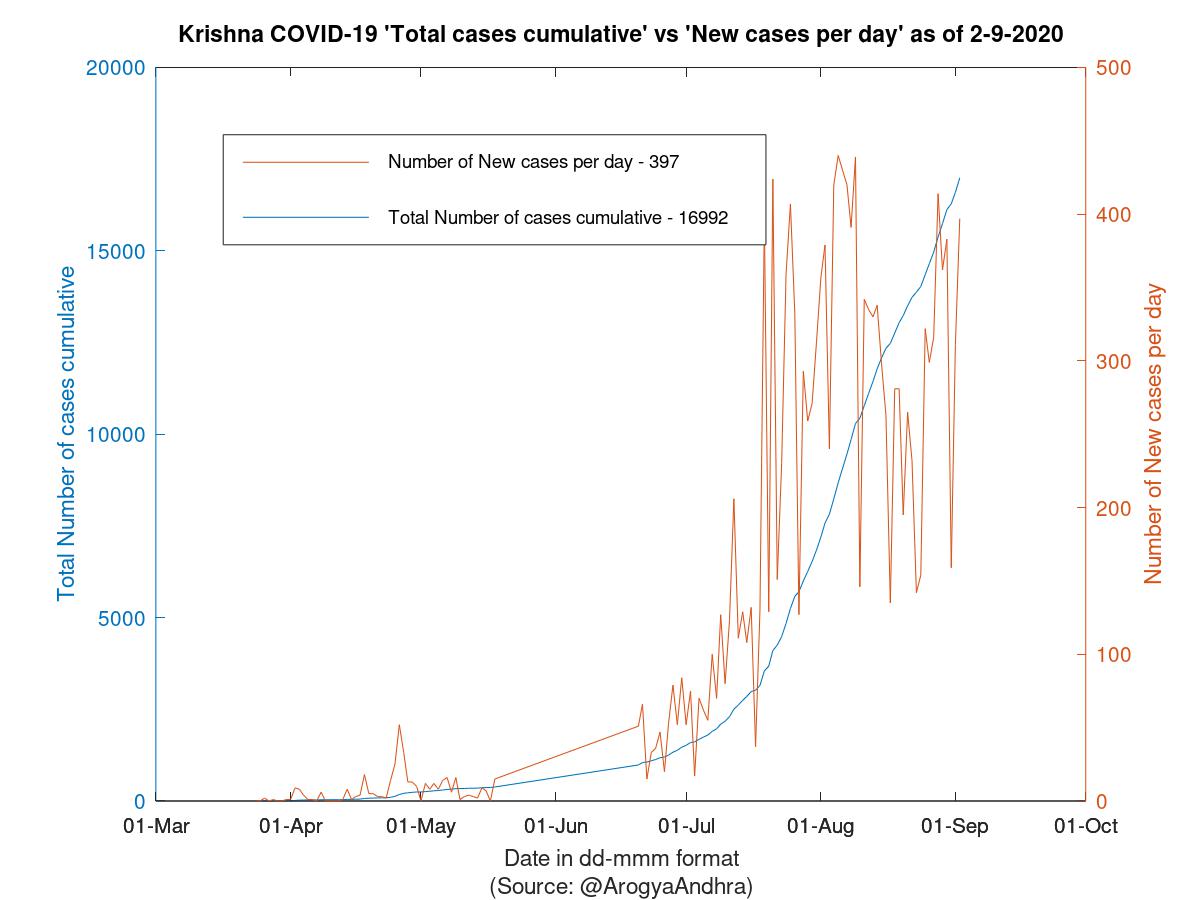 Krishna COVID-19 'Total cases cumulative' vs 'New cases per day' as of 2-9-2020
20000
15000
10000
5000
0
Total Number of cases cumulative
Number of New cases per day - 397
Total Number of cases cumulative - 16992
500
400
300
200
100
0
Number of New cases per day
01-Mar 01-Apr 01-May 01-Jun 01-Jul 01-Aug 01-Sep 01-Oct
Date in dd-mmm format
(Source: @ArogyaAndhra)